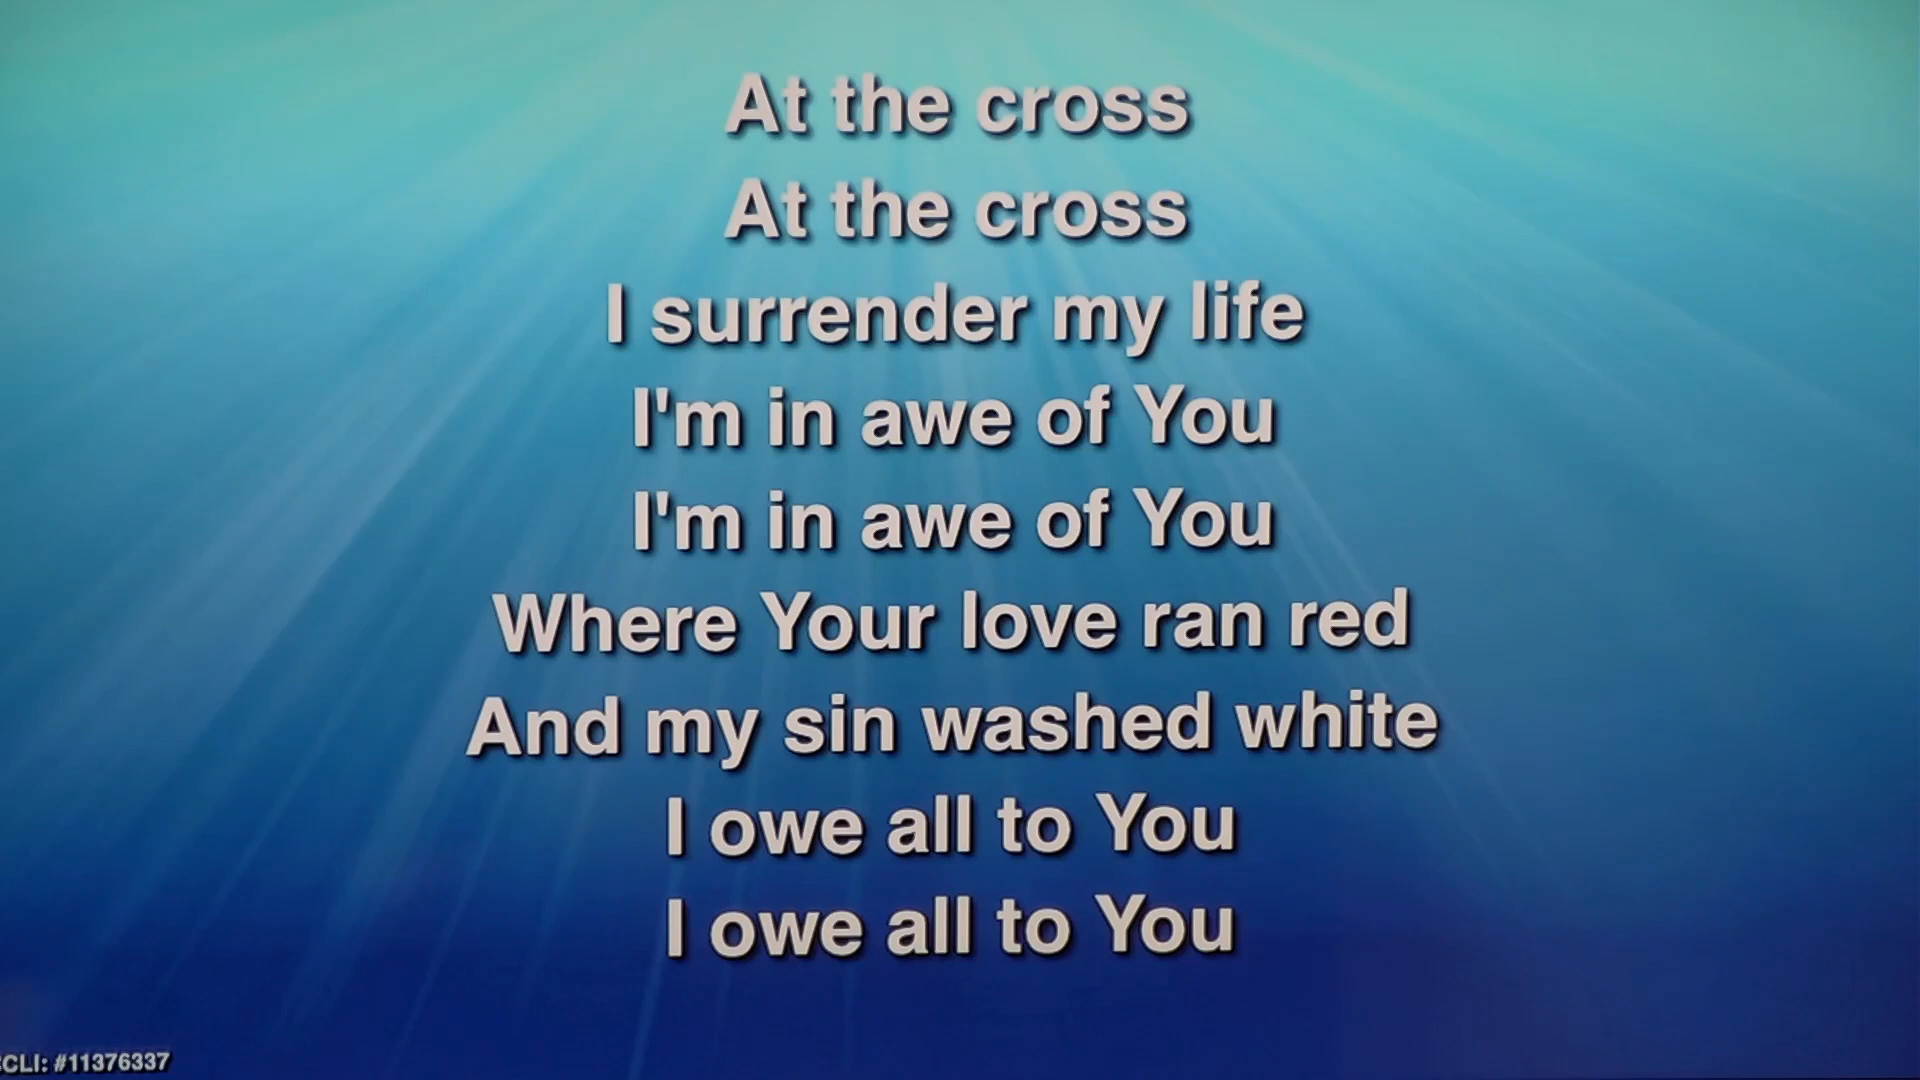 At the cross
At the cross
I surrender my life
I'm in awe of You
I'm in awe of You
Where Your love ran red
And my sin washed white
I owe all to You
I owe all to You
CLI: #11376337